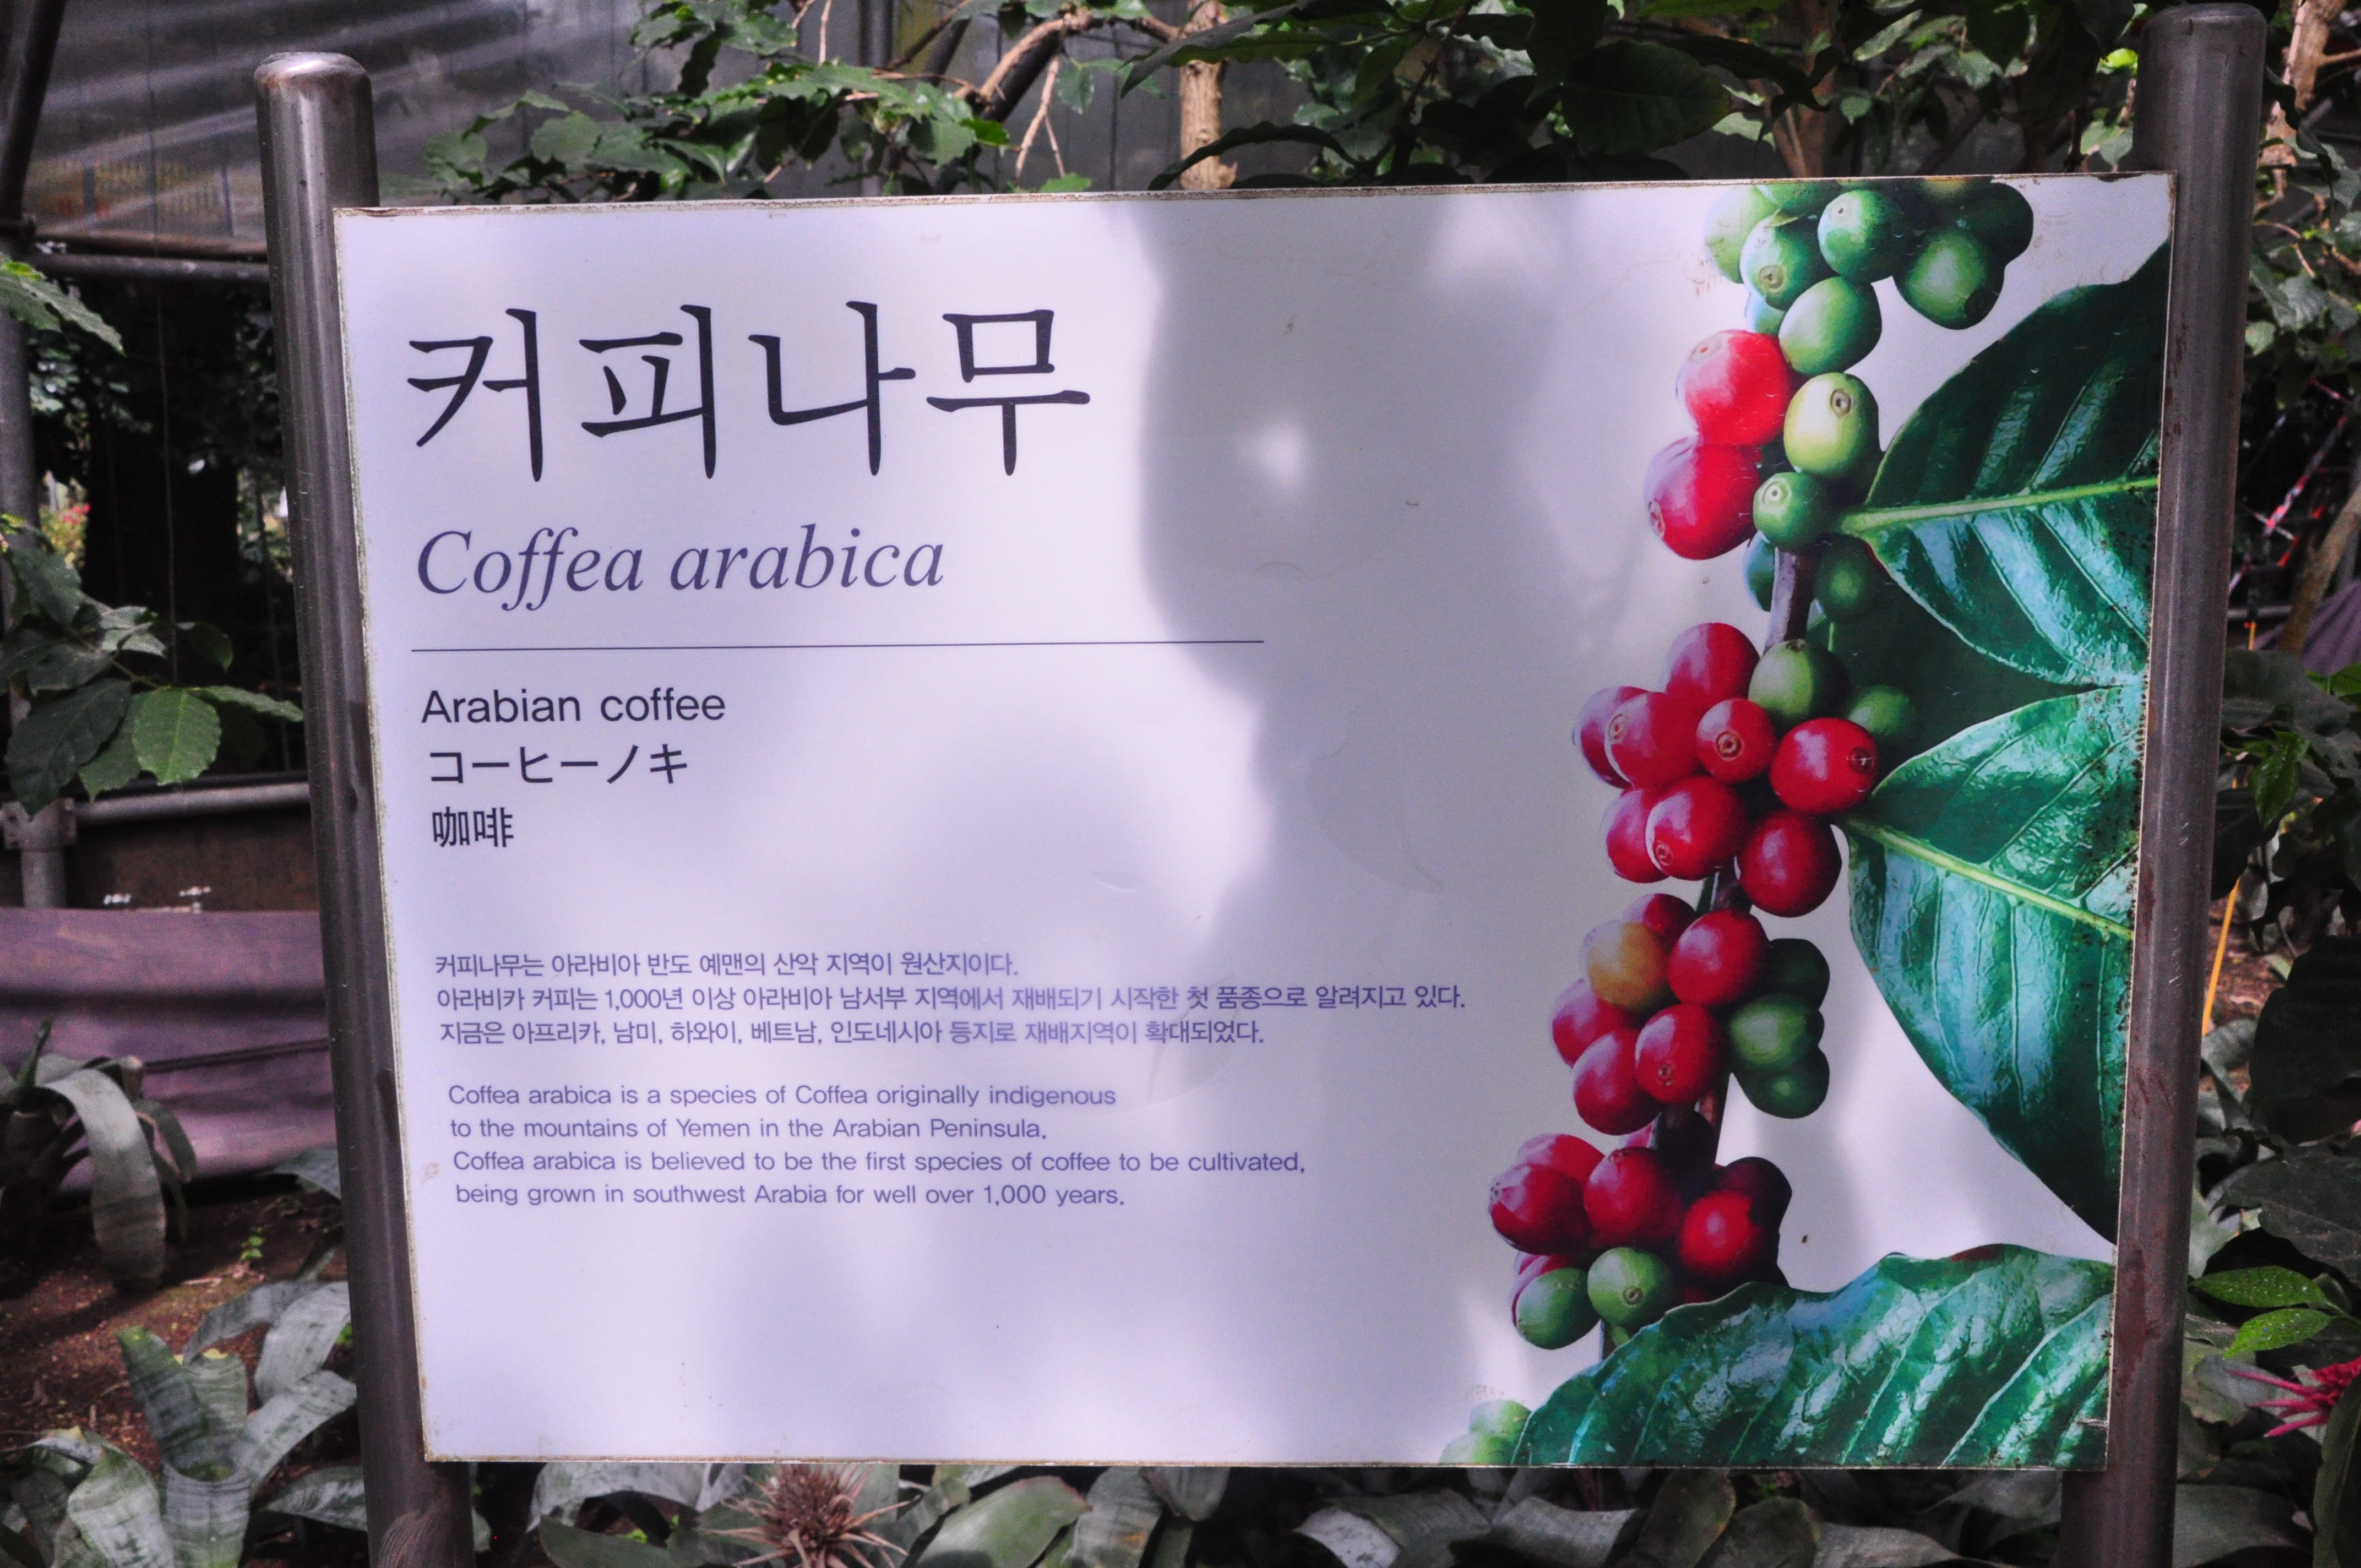 커피나무
Coffea arabica
Arabian coffee
コーヒーノキ
咖啡
커피나무는 아라비아 반도 예맨의 산악 지역이 원산지이다.
아라비카 커피는 1,000년 이상 아라비아 남서부 지역에서 재배되기 시작한 첫 품종으로 알려지고 있다.
지금은 아프리카, 남미, 하와이, 베트남, 인도네시아 등지로 재배지역이 확대되었다.
Coffea arabica is a species of Coffea originally indigenous
to the mountains of Yemen in the Arabian Peninsula.
Coffea arabica is believed to be the first species of coffee to be cultivated,
being grown in southwest Arabia for well over 1,000 years.